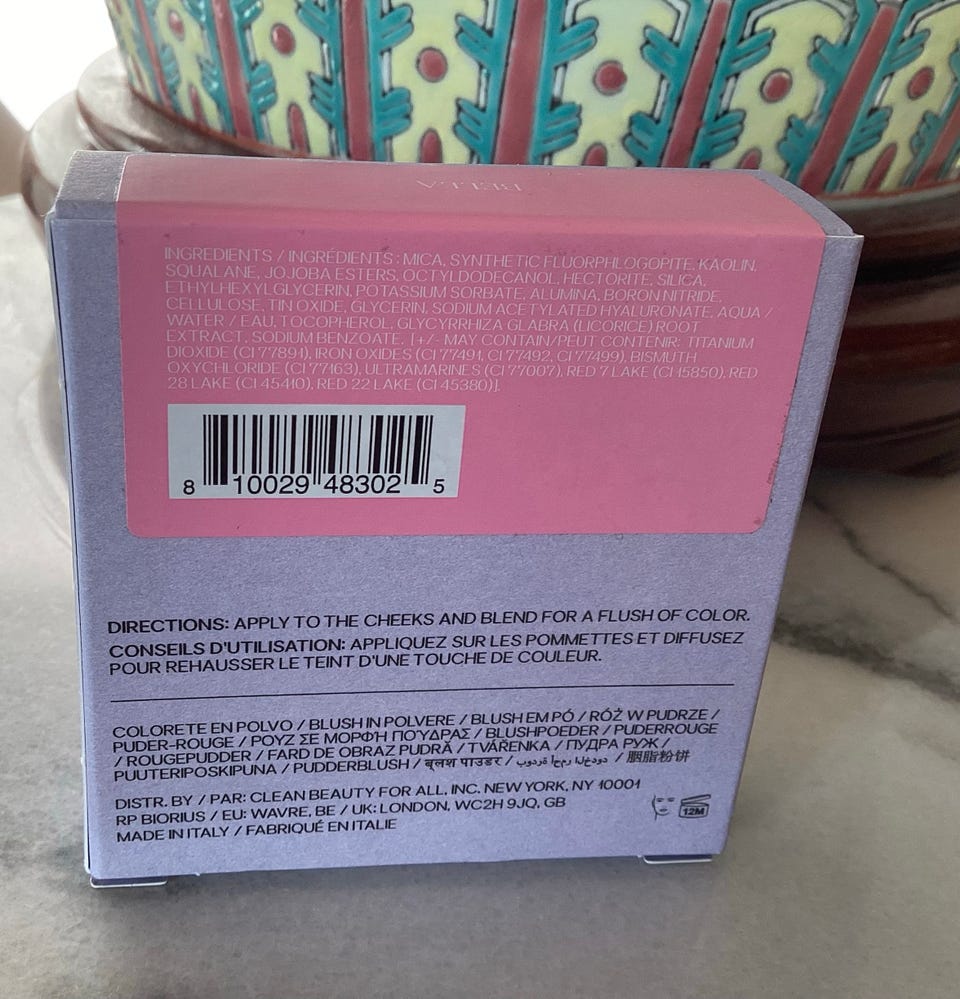 BELLA
INGREDIENTS / INGRÉDIENTS : MICA, SYNTHETIC FLUORPHLOGOPITE, KAOLIN,
SQUALANE, JOJOBA ESTERS, OCTYLDODECANOL, HECTORITE, SILICA,
ETHYLHEXYLGLYCERIN, POTASSIUM SORBATE, ALUMINA, BORON NITRIDE,
CELLULOSE, TIN OXIDE, GLYCERIN, SODIUM ACETYLATED HYALURONATE, AQUA /
WATER / EAU, TOCOPHEROL, GLYCYRRHIZA GLABRA (LICORICE) ROOT
EXTRACT, SODIUM BENZOATE, [+/- MAY CONTAIN/PEUT CONTENIR: TITANIUM
DIOXIDE (CI 77891), IRON OXIDES (CI 77491, CI 77492, CI 77499), BISMUTH
OXYCHLORIDE (CI 77163), ULTRAMARINES (CI 77007), RED 7 LAKE (CI 15850), RED
28 LAKE (CI 45410), RED 22 LAKE (CI 45380)].
8 10029 48302 5
DIRECTIONS: APPLY TO THE CHEEKS AND BLEND FOR A FLUSH OF COLOR.
CONSEILS D'UTILISATION: APPLIQUEZ SUR LES POMMETTES ET DIFFUSEZ
POUR REHAUSSER LE TEINT D'UNE TOUCHE DE COULEUR.
COLORETE EN POLVO / BLUSH IN POLVERE / BLUSH EM PÓ / RÓŻ W PUDRZE /
PUDER-ROUGE / ΡΟΥΖ ΣΕ ΜΟΡΦΗ ΠΟΎΔΡΑΣ / BLUSHPOEDER / PUDERROUGE
/ ROUGEPUDDER / FARD DE OBRAZ PUDRĂ / TVÁŘENKA / ПУДРА РУЖ /
PUUTERIPOSKIPUNA / PUDDERBLUSH / ब्लश पाउडर / بودرة أحمر الخدود / 胭脂粉饼
DISTR. BY / PAR: CLEAN BEAUTY FOR ALL, INC. NEW YORK, NY 10001
RP BIORIUS / EU: WAVRE, BE / UK: LONDON, WC2H 9JQ, GB
MADE IN ITALY / FABRIQUÉ EN ITALIE
12M